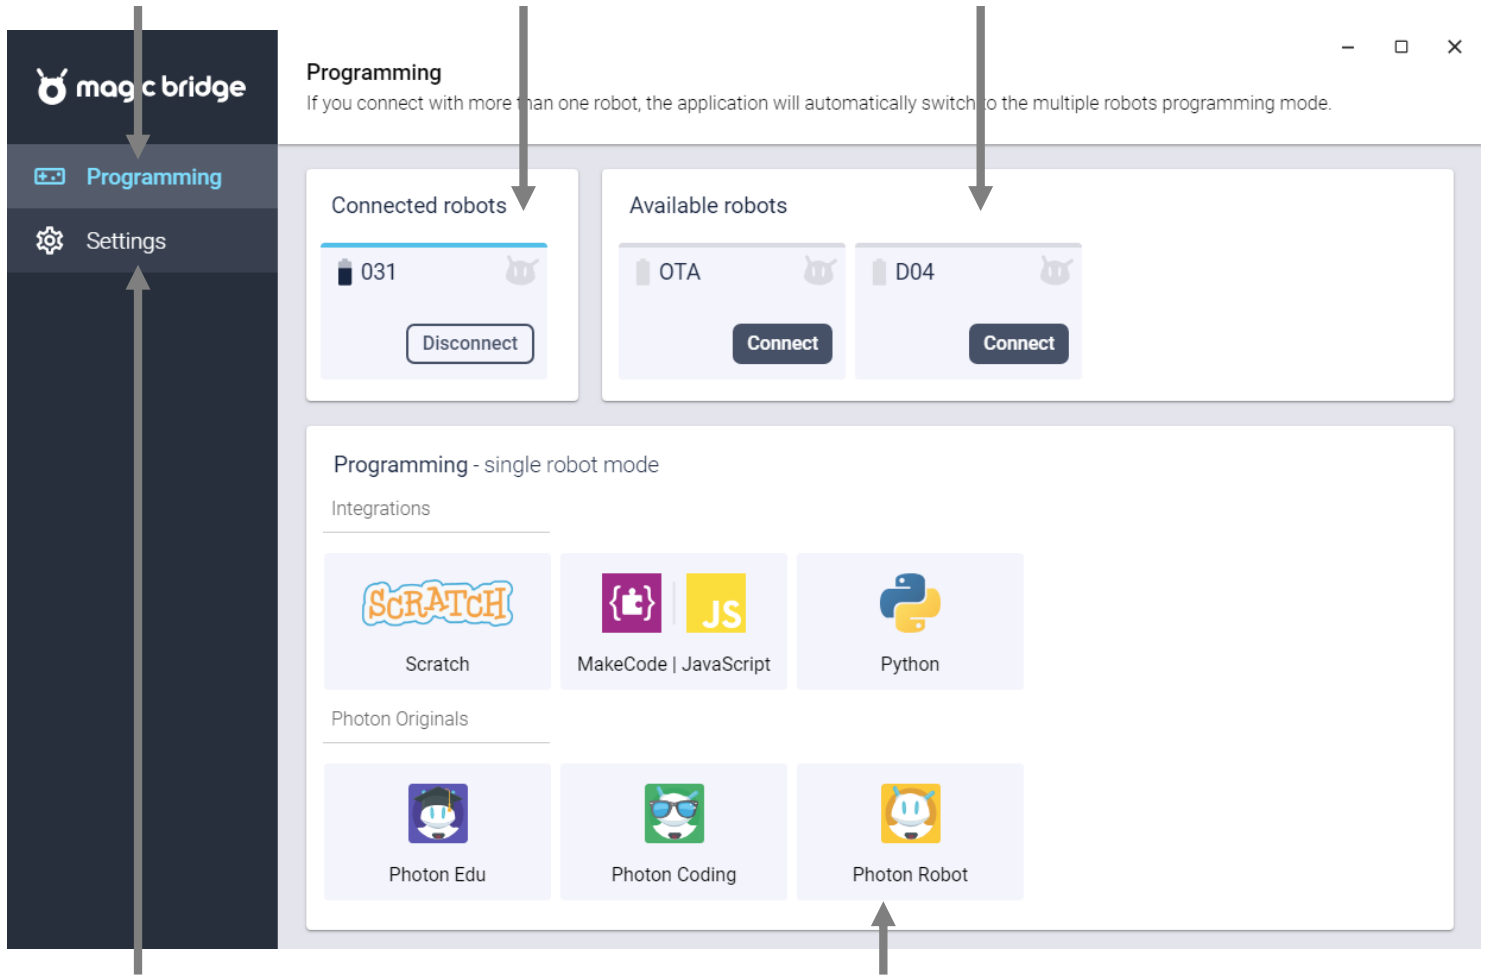 magic bridge
Programming
Settings
Programming
If you connect with more than one robot, the application will automatically switch to the multiple robots programming mode.
Connected robots
031
Disconnect
Available robots
OTA
Connect
D04
Connect
Programming - single robot mode
Integrations
SCRATCH
Scratch
JS
MakeCode | JavaScript
Python
Photon Originals
Photon Edu
Photon Coding
Photon Robot